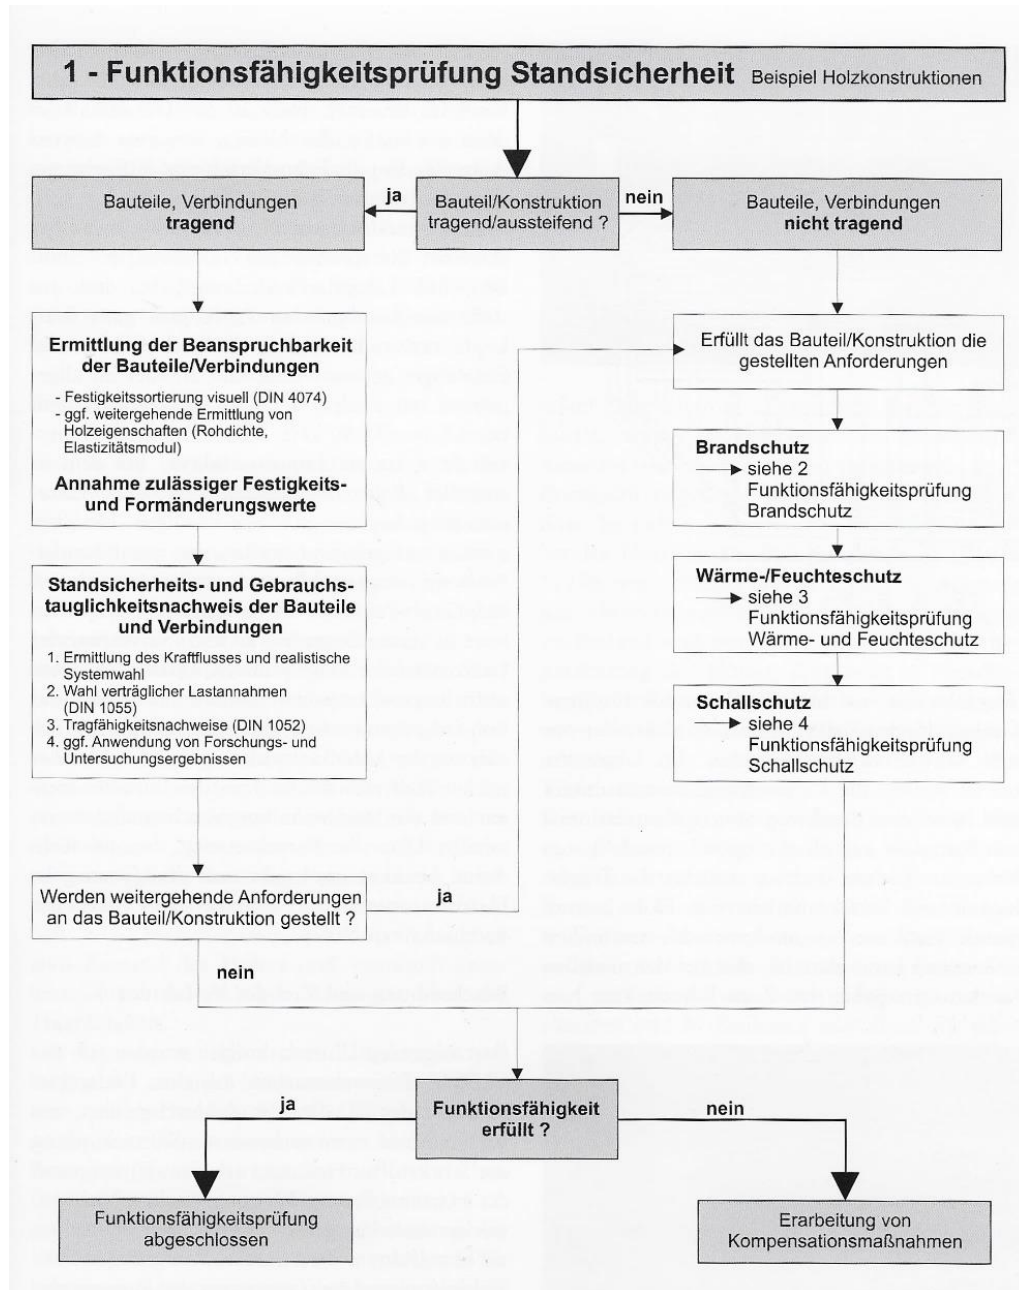 1 - Funktionsfähigkeitsprüfung Standsicherheit Beispiel Holzkonstruktionen
Bauteile, Verbindungen
tragend
ja
Bauteil/Konstruktion
tragend/aussteifend ?
nein
Bauteile, Verbindungen
nicht tragend
Ermittlung der Beanspruchbarkeit
der Bauteile/Verbindungen
- Festigkeitssortierung visuell (DIN 4074)
- ggf. weitergehende Ermittlung von
Holzeigenschaften (Rohdichte,
Elastizitätsmodul)
Annahme zulässiger Festigkeits-
und Formänderungswerte
Erfüllt das Bauteil/Konstruktion die
gestellten Anforderungen
Brandschutz
siehe 2
Funktionsfähigkeitsprüfung
Brandschutz
Standsicherheits- und Gebrauchs-
tauglichkeitsnachweis der Bauteile
und Verbindungen
1. Ermittlung des Kraftflusses und realistische
Systemwahl
2. Wahl verträglicher Lastannahmen
(DIN 1055)
3. Tragfähigkeitsnachweise (DIN 1052)
4. ggf. Anwendung von Forschungs- und
Untersuchungsergebnissen
Wärme-/Feuchteschutz
siehe 3
Funktionsfähigkeitsprüfung
Wärme- und Feuchteschutz
Schallschutz
siehe 4
Funktionsfähigkeitsprüfung
Schallschutz
Werden weitergehende Anforderungen
an das Bauteil/Konstruktion gestellt ?
ja
nein
ja
Funktionsfähigkeit
erfüllt ?
nein
Funktionsfähigkeitsprüfung
abgeschlossen
Erarbeitung von
Kompensationsmaßnahmen